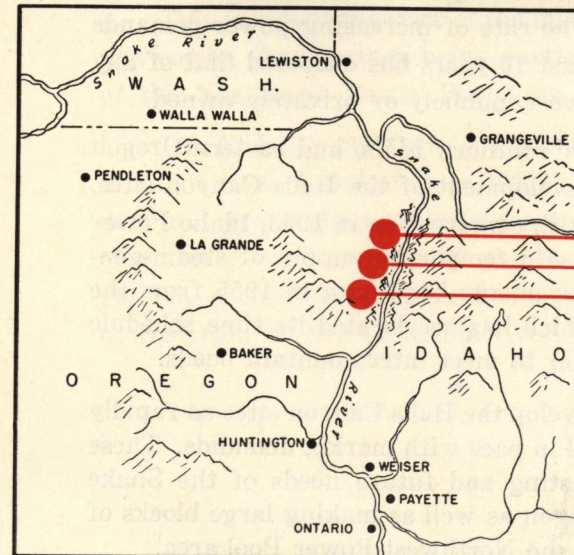 Snake River
LEWISTON
WASH.
WALLA WALLA
GRANGEVILLE
Snake
PENDLETON
LA GRANDE
BAKER
IDAHO
OREGON
River
HUNTINGTON
WEISER
PAYETTE
ONTARIO